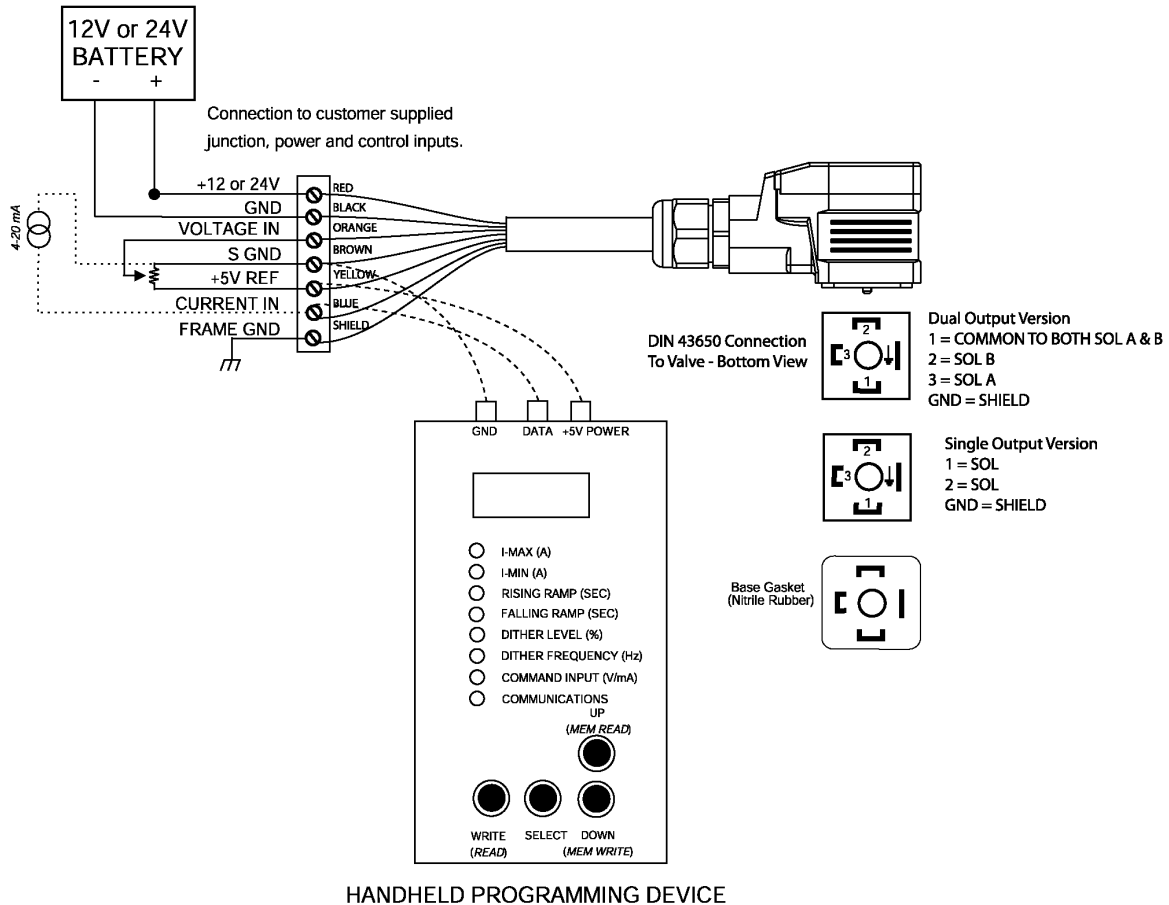 12V or 24V
BATTERY
- +
Connection to customer supplied
junction, power and control inputs.
4-20 mA
+12 or 24V
GND
VOLTAGE IN
S GND
+5V REF
CURRENT IN
FRAME GND
RED
BLACK
ORANGE
BROWN
YELLOW
BLUE
SHIELD
DIN 43650 Connection
To Valve - Bottom View
2
3
1
Dual Output Version
1 = COMMON TO BOTH SOL A & B
2 = SOL B
3 = SOL A
GND = SHIELD
2
3
1
Single Output Version
1 = SOL
2 = SOL
GND = SHIELD
Base Gasket
(Nitrile Rubber)
GND DATA +5V POWER
I-MAX (A)
I-MIN (A)
RISING RAMP (SEC)
FALLING RAMP (SEC)
DITHER LEVEL (%)
DITHER FREQUENCY (Hz)
COMMAND INPUT (V/mA)
COMMUNICATIONS
UP
(MEM READ)
WRITE SELECT DOWN
(READ) (MEM WRITE)
HANDHELD PROGRAMMING DEVICE